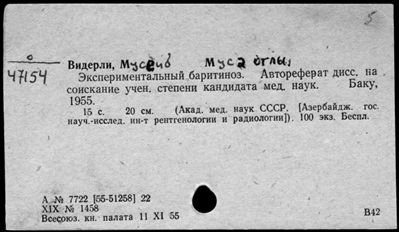 5
0
47154
Видерли, Мусеиб Муса оглы.
Экспериментальный баритиноз. Автореферат дисс. на
соискание учен. степени кандидата мед. наук. Баку,
1955.
15 с. 20 см. (Акад. мед. наук СССР. [Азербайдж. гос.
науч.-исслед. ин-т рентгенологии и радиологии]). 100 экз. Беспл.
А № 7722 [55-51258] 22
XIX № 1458
Всесоюз. кн. палата 11 XI 55
В42